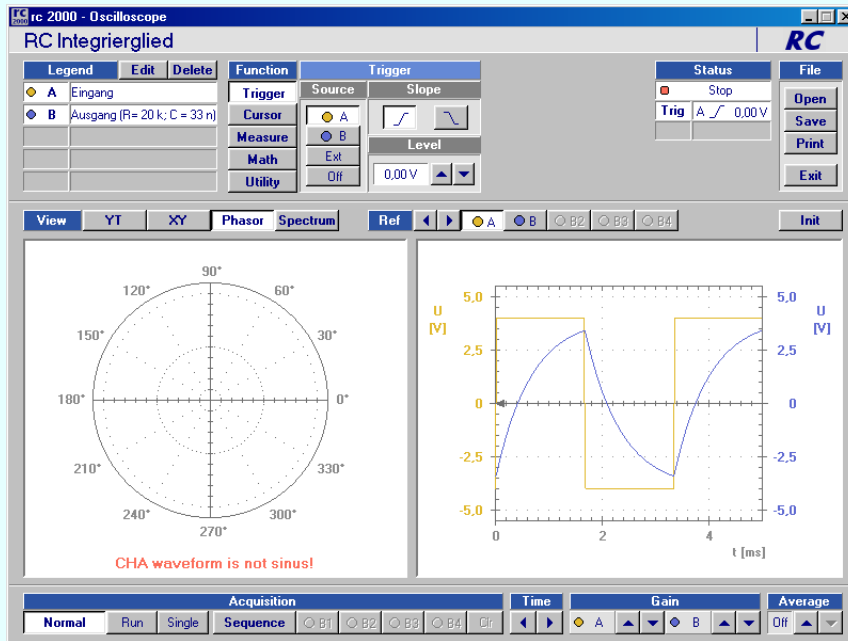 rc 2000 - Oscilloscope
RC Integrierglied
RC
Legend Edit Delete
A Eingang
B Ausgang (R= 20 k; C = 33 n)
Function
Trigger
Cursor
Measure
Math
Utility
Trigger
Source Slope
A
B
Ext
Off
Level
0,00 V
Status
Stop
Trig A 0,00 V
File
Open
Save
Print
Exit
View YT XY Phasor Spectrum
Ref A B B2 B3 B4 Init
90°
120° 60°
150° 30°
180° 0°
210° 330°
240° 300°
270°
CHA waveform is not sinus!
U [V] 5,0 2,5 0 -2,5 -5,0
5,0 2,5 0 -2,5 -5,0 U [V]
0 2 4
t [ms]
Acquisition
Normal Run Single Sequence B1 B2 B3 B4 Clr
Time
Gain
A B
Average
Off